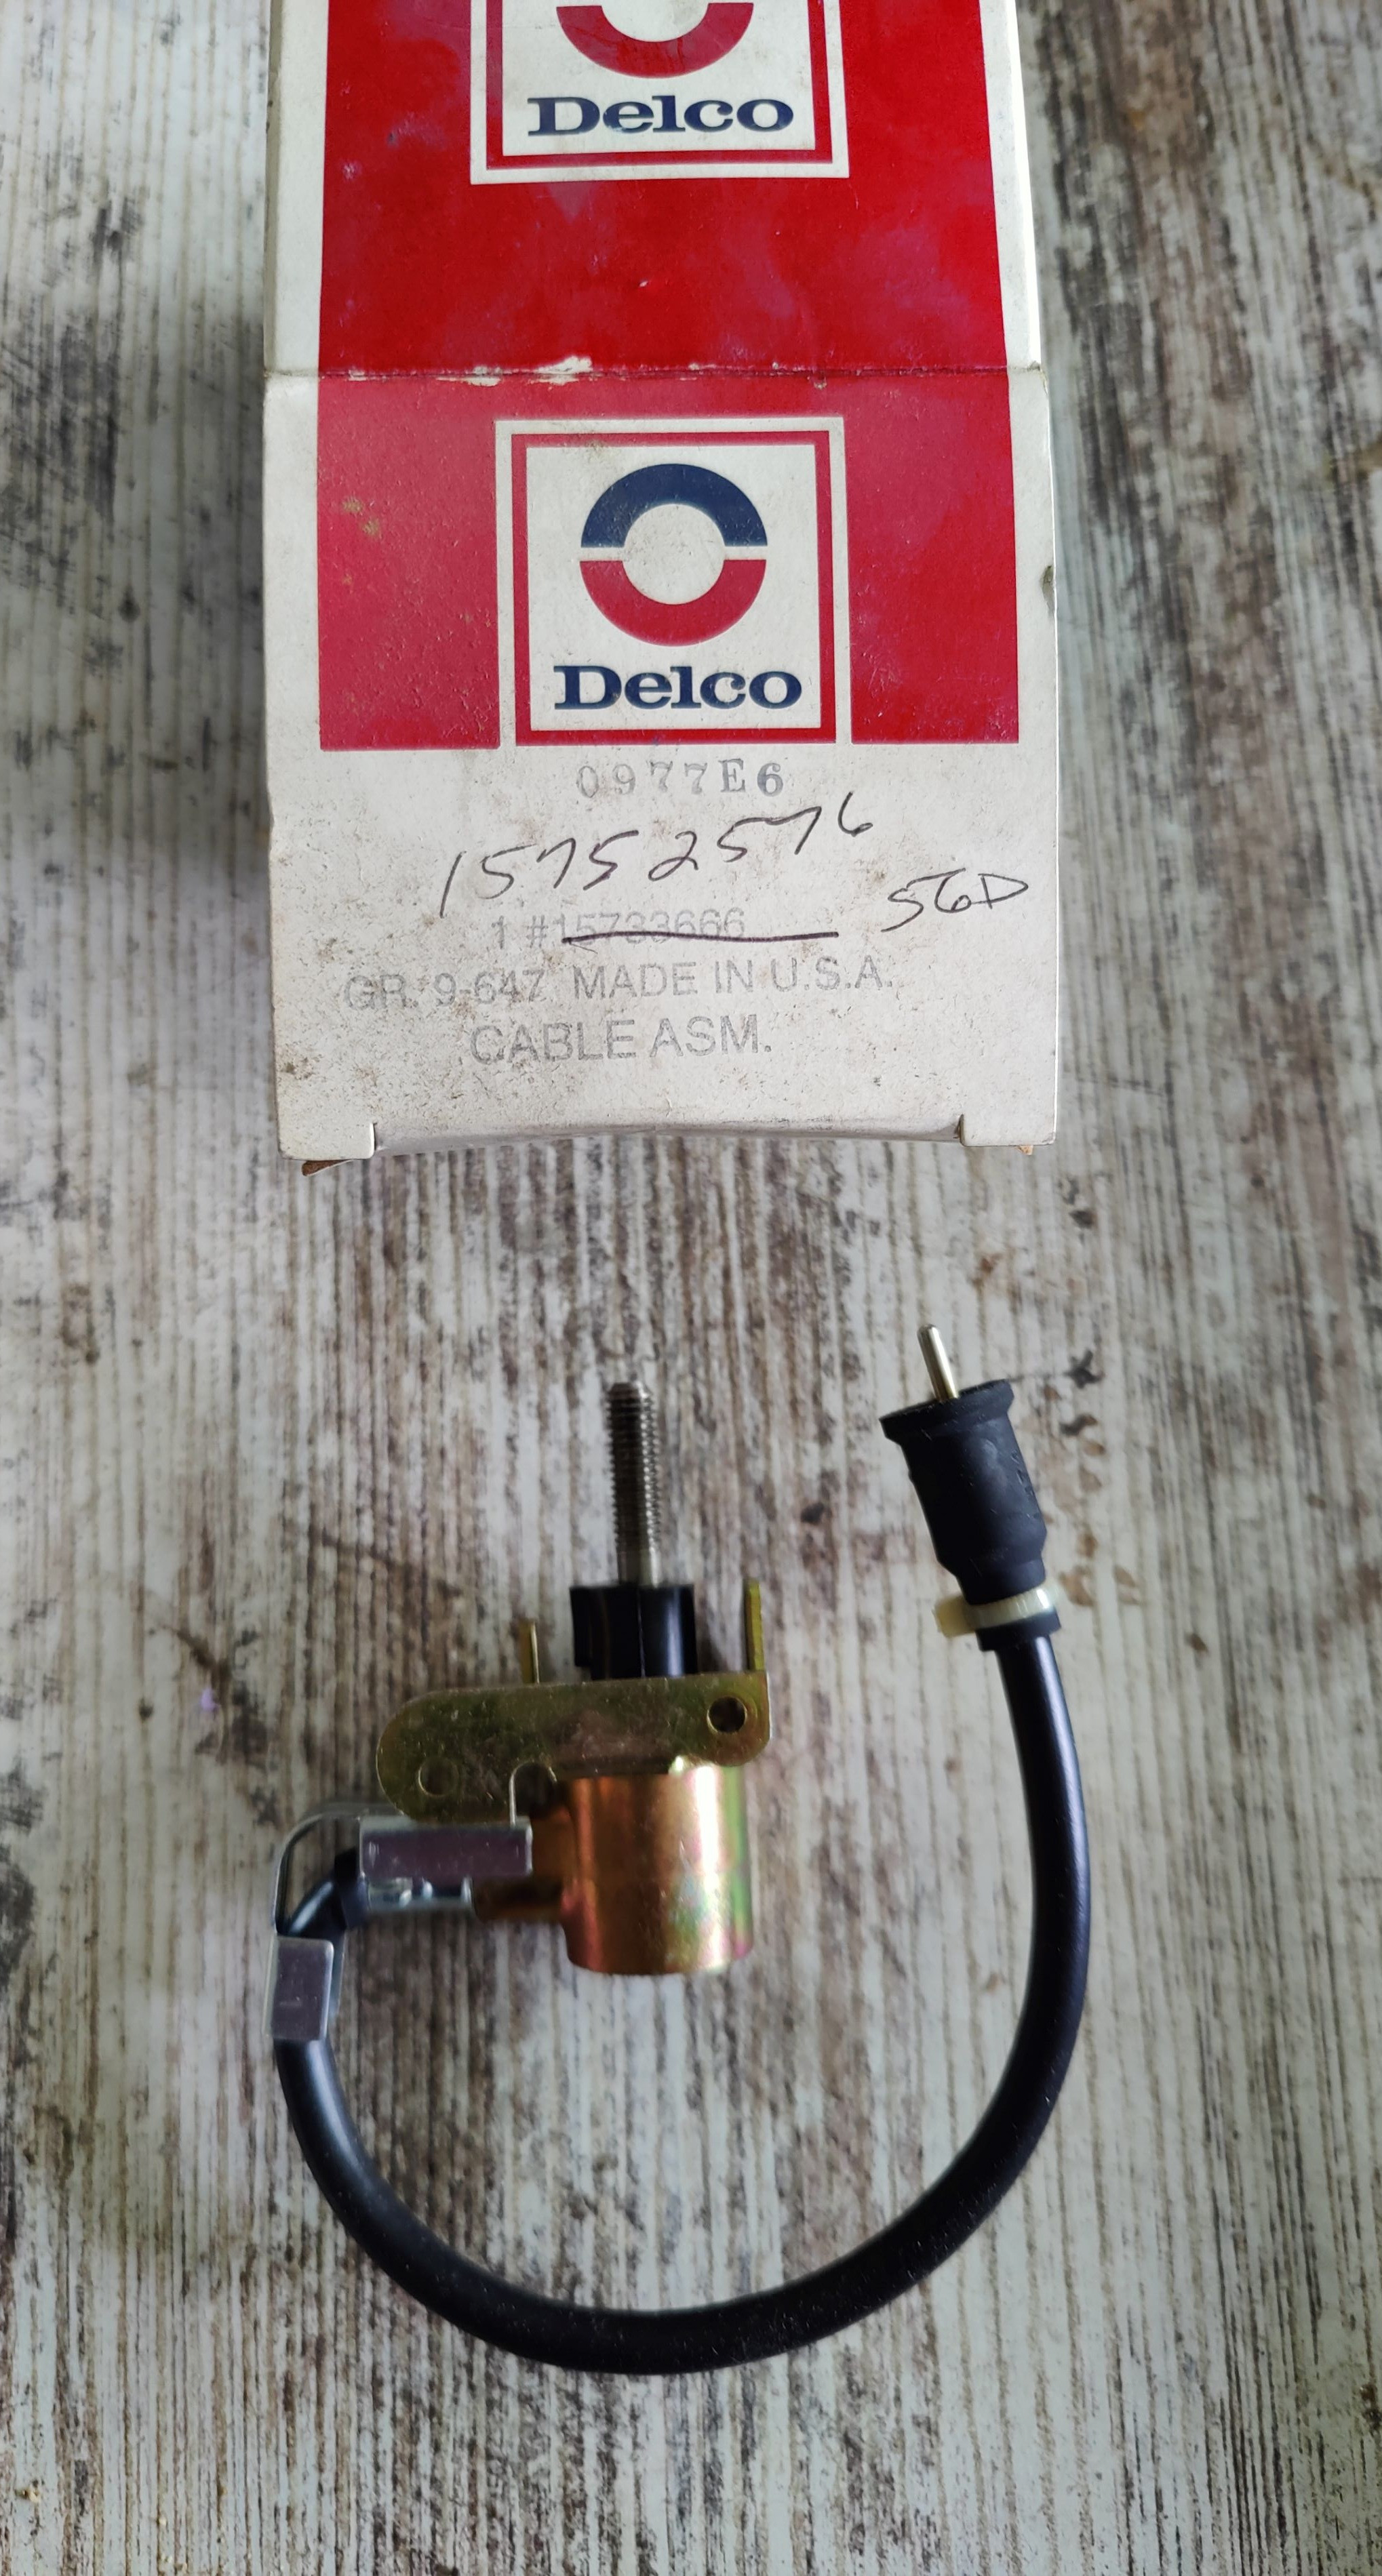 Delco
Delco
0977E6
15752576
56D
1 #15733666
GR. 9-647 MADE IN U.S.A.
CABLE ASM.